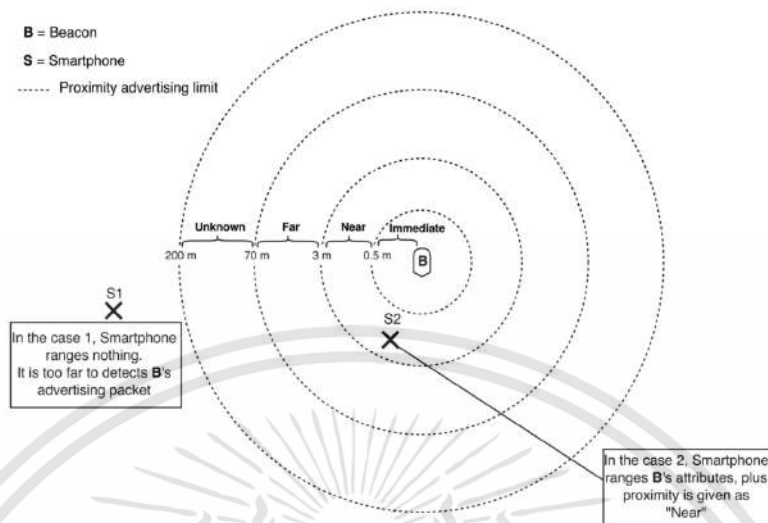 B = Beacon
S = Smartphone
Proximity advertising limit
Unknown Far Near Immediate
200 m 70 m 3 m 0.5 m B
S1
S2
In the case 1, Smartphone
ranges nothing.
It is too far to detects B's
advertising packet
In the case 2, Smartphone
ranges B's attributes, plus
proximity is given as
"Near"